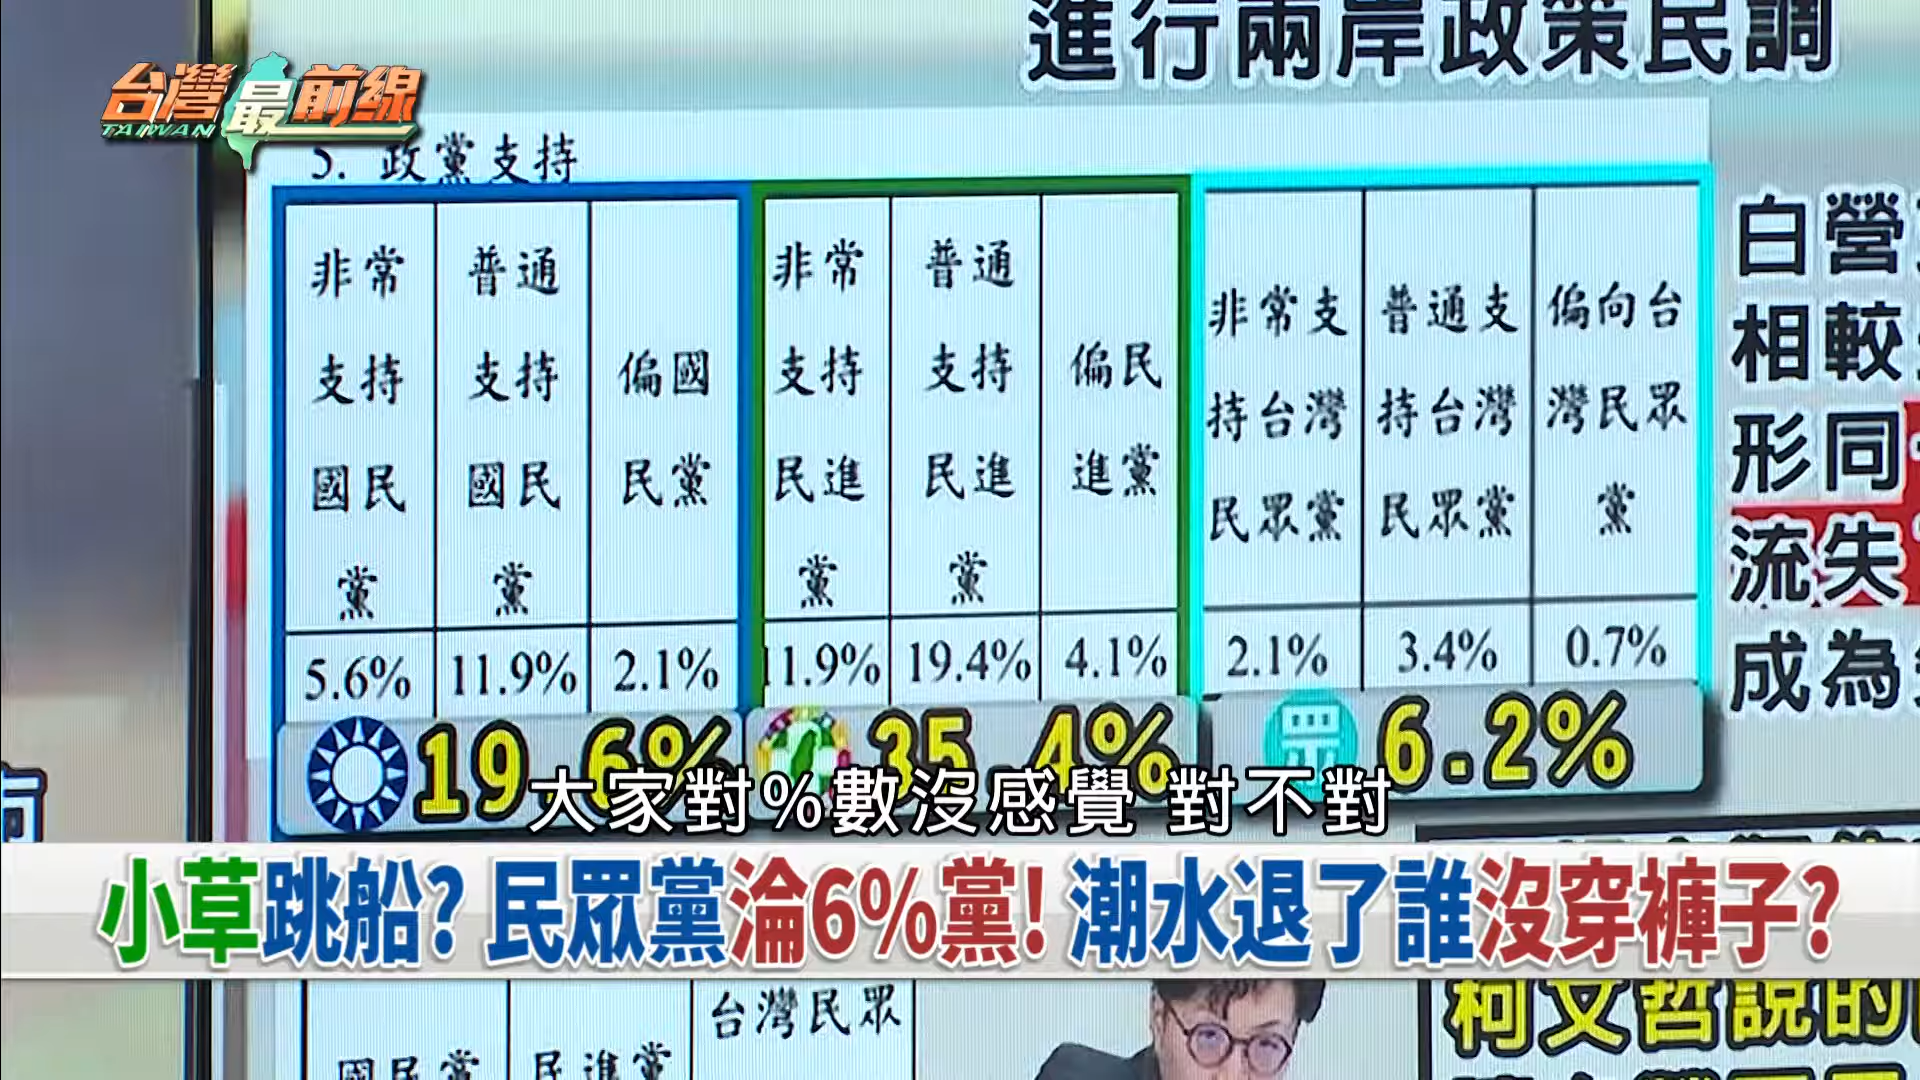 進行兩岸政策民調
台灣最前線
TAIWAN
5. 政黨支持
非常支持國民黨
普通支持國民黨
偏國民黨
非常支持民進黨
普通支持民進黨
偏民進黨
非常支持台灣民眾黨
普通支持台灣民眾黨
偏向台灣民眾黨
5.6% 11.9% 2.1% 11.9% 19.4% 4.1% 2.1% 3.4% 0.7%
19.6% 35.4% 眾 6.2%
白營
相較
形同
流失
成為
大家對%數沒感覺 對不對
小草跳船? 民眾黨淪6%黨! 潮水退了誰沒穿褲子?
國民黨
民進黨
台灣民眾
柯文哲說的